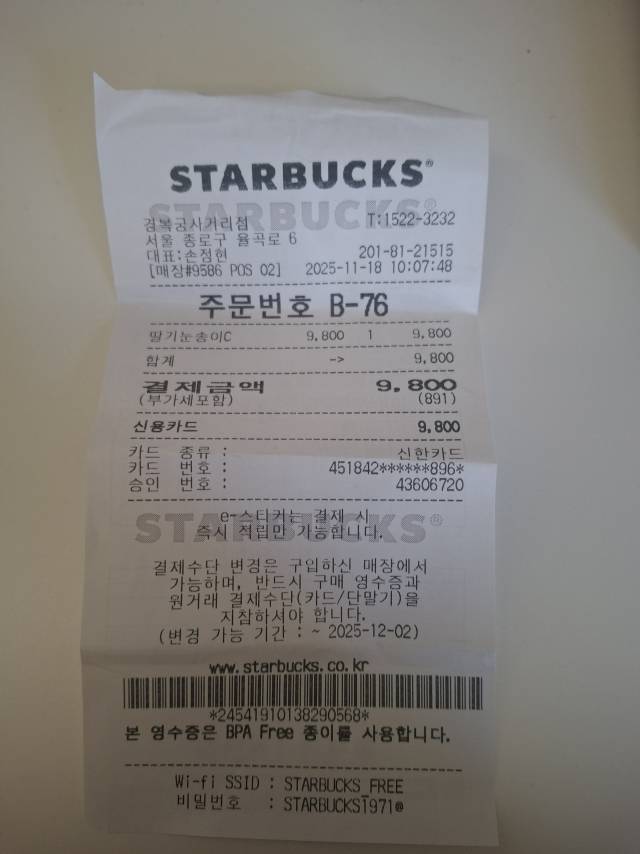 STARBUCKS®
STARBUCKS
경복궁사거리점 T:1522-3232
서울 종로구 율곡로 6
대표:손정현 201-81-21515
[매장#9586 POS 02] 2025-11-18 10:07:48
주문번호 B-76
딸기눈송이C 9,800 1 9,800
합계 -> 9,800
결제금액 9,800
(부가세포함) (891)
신용카드 9,800
카드 종류 : 신한카드
카드 번호 : 451842******896*
승인 번호 : 43606720
STARBUCKS®
e-스티커는 결제 시
즉시 적립만 가능합니다.
결제수단 변경은 구입하신 매장에서
가능하며, 반드시 구매 영수증과
원거래 결제수단(카드/단말기)을
지참하셔야 합니다.
(변경 가능 기간 : ~ 2025-12-02)
www.starbucks.co.kr
*24541910138290568*
본 영수증은 BPA Free 종이를 사용합니다.
Wi-fi SSID : STARBUCKS_FREE
비밀번호 : STARBUCKS1971@